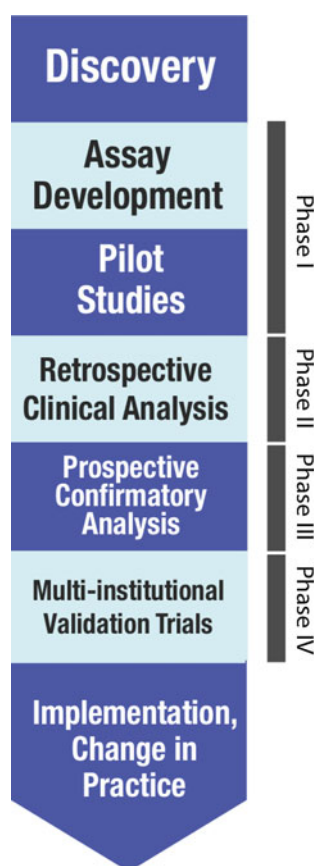 Discovery
Assay
Development
Pilot
Studies
Phase I
Retrospective
Clinical Analysis
Phase II
Prospective
Confirmatory
Analysis
Phase III
Multi-institutional
Validation Trials
Phase IV
Implementation,
Change in
Practice